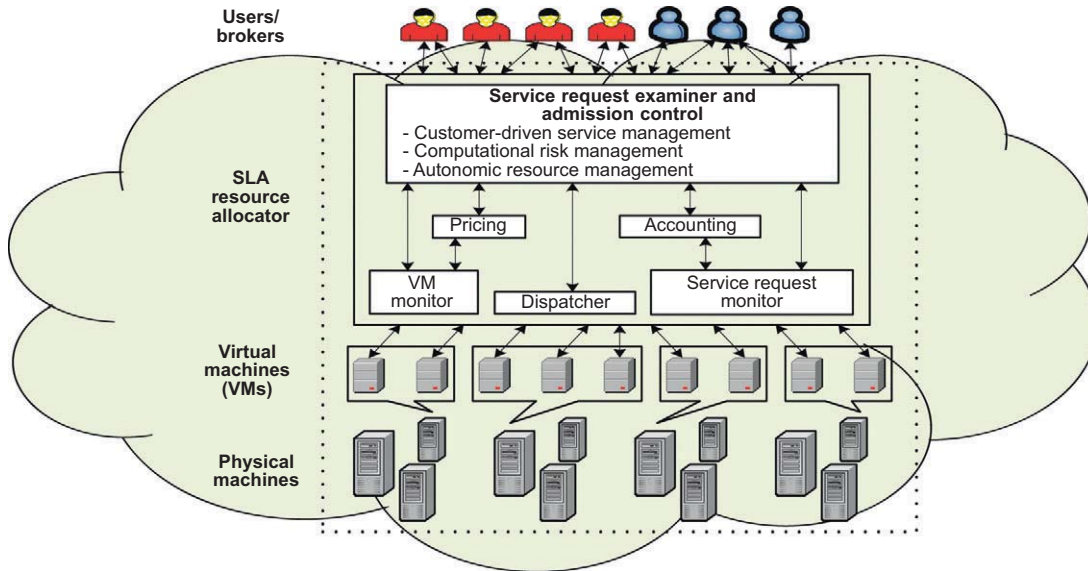 Users/
brokers
Service request examiner and
admission control
- Customer-driven service management
- Computational risk management
- Autonomic resource management
SLA
resource
allocator
Pricing
Accounting
VM
monitor
Dispatcher
Service request
monitor
Virtual
machines
(VMs)
Physical
machines